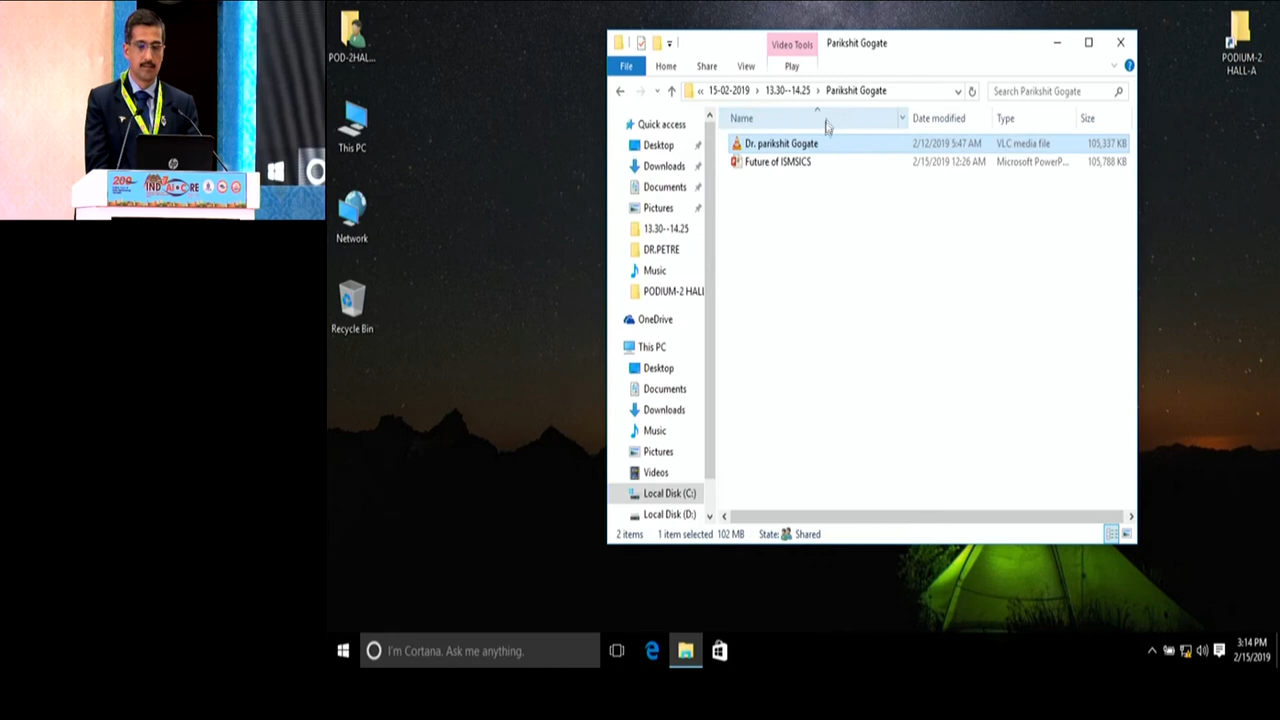 POD-2HAL...
This PC
Network
Recycle Bin
PODIUM-2
HALL-A
Video Tools
Parikshit Gogate
File
Home
Share
View
Play
« 15-02-2019 › 13.30--14.25 › Parikshit Gogate
Search Parikshit Gogate
Quick access
Desktop
Downloads
Documents
Pictures
13.30--14.25
DR.PETRE
Music
PODIUM-2 HALL
OneDrive
This PC
Desktop
Documents
Downloads
Music
Pictures
Videos
Local Disk (C:)
Local Disk (D:)
Name Date modified Type Size
Dr. parikshit Gogate 2/12/2019 5:47 AM VLC media file 105,337 KB
Future of ISMSICS 2/15/2019 12:26 AM Microsoft PowerP... 105,788 KB
2 items 1 item selected 102 MB State: Shared
I'm Cortana. Ask me anything.
3:14 PM
2/15/2019
hp